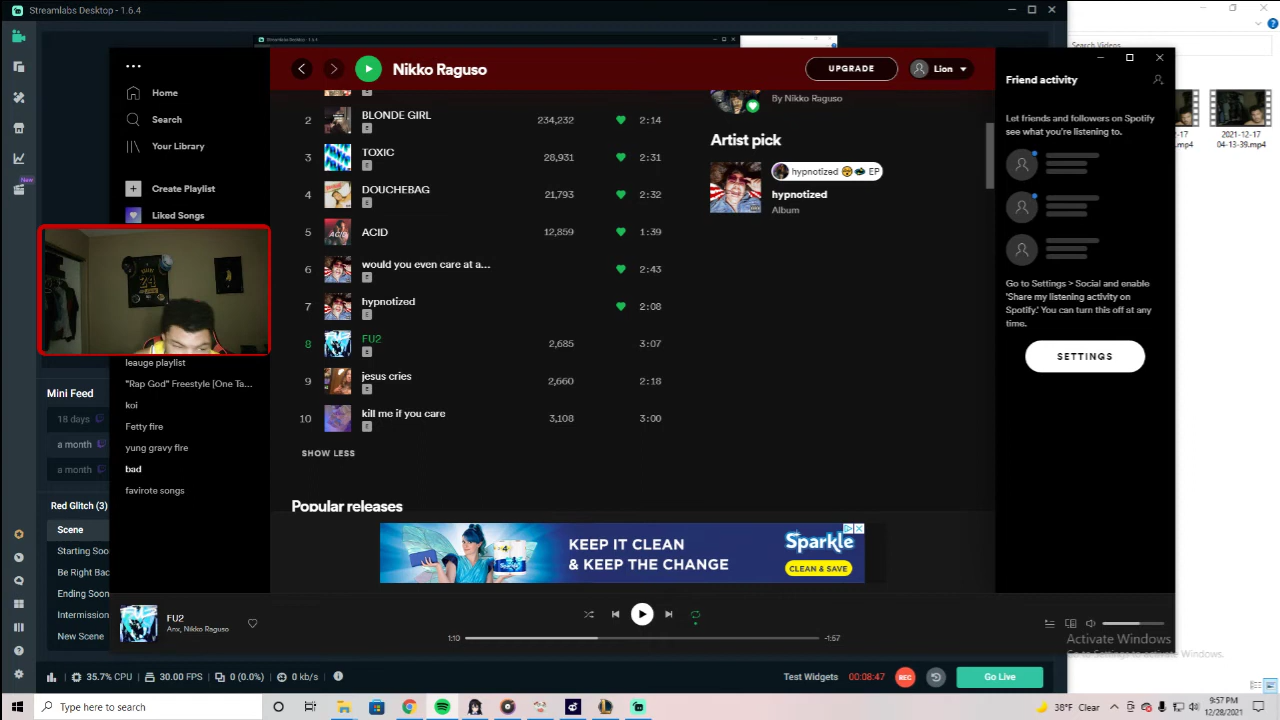 Streamlabs Desktop - 1.6.4
Search Videos
Nikko Raguso
UPGRADE
Lion
Home
Search
Your Library
Create Playlist
Liked Songs
New
leauge playlist
"Rap God" Freestyle [One Ta...
koi
Fetty fire
yung gravy fire
bad
favirote songs
2 BLONDE GIRL 234,232 2:14
E
3 TOXIC 931 2:31
E
4 DOUCHEBAG 21,793 2:32
E
5 ACID 12,859 1:39
6 would you even care at a... 2:43
E
7 hypnotized 2:08
E
8 FU2 2,685 3:07
E
9 jesus cries 2,660 2:18
E
10 kill me if you care 3,108 3:00
E
SHOW LESS
Popular releases
By Nikko Raguso
Artist pick
hypnotized EP
hypnotized
Album
Friend activity
Let friends and followers on Spotify
see what you're listening to.
Go to Settings > Social and enable
'Share my listening activity on
Spotify.' You can turn this off at any
time.
SETTINGS
.mp4
2021-12-17
04-13-39.mp4
Mini Feed
18 days
a month
a month
Red Glitch (3)
Scene
Starting Soo
Be Right Bac
Ending Soon
Intermission
New Scene
KEEP IT CLEAN
& KEEP THE CHANGE
Sparkle
CLEAN & SAVE
FU2
Anx, Nikko Raguso
1:10
-1:57
Activate Windows
Go to Settings to activate Windows.
.7% CPU
30.00 FPS
0 (0.0%)
0 kb/s
Test Widgets
00:08:47
REC
Go Live
Type here to search
38°F Clear
9:57 PM
12/28/2021